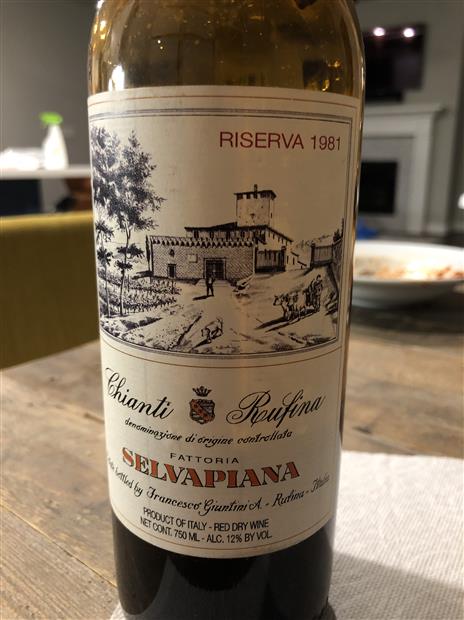 RISERVA 1981
Chianti Rufina
denominazione di origine controllata
FATTORIA
SELVAPIANA
bottled by Francesco Giuntini A. - Rufina - Italia
PRODUCT OF ITALY - RED DRY WINE
NET CONT. 750 ML - ALC. 12% BY VOL.